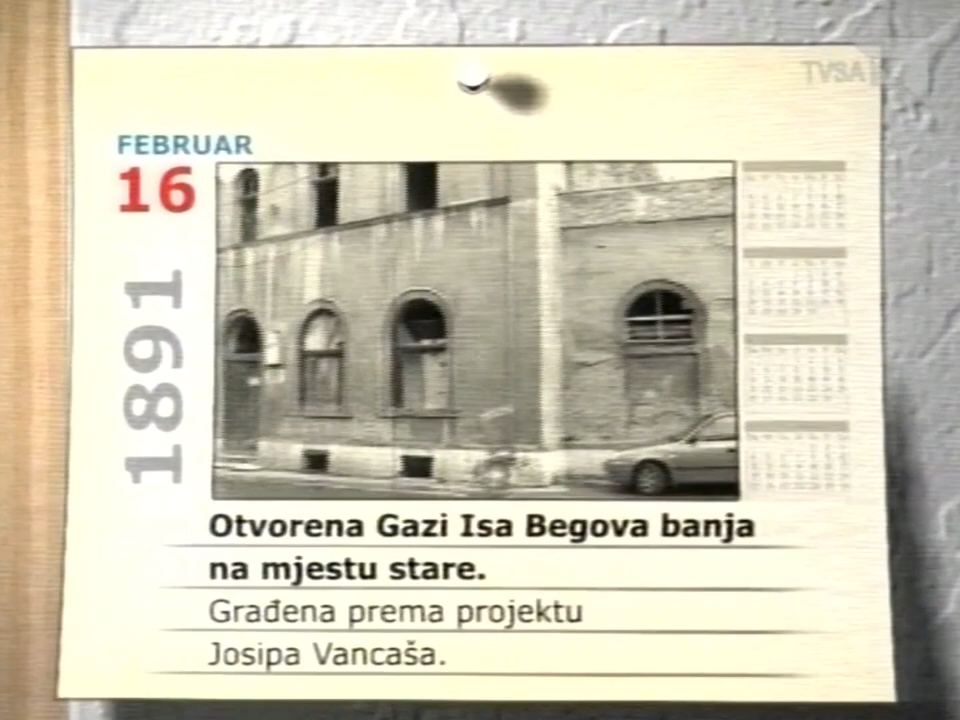 TVSA
FEBRUAR
16
1891
Otvorena Gazi Isa Begova banja
na mjestu stare.
Građena prema projektu
Josipa Vancaša.